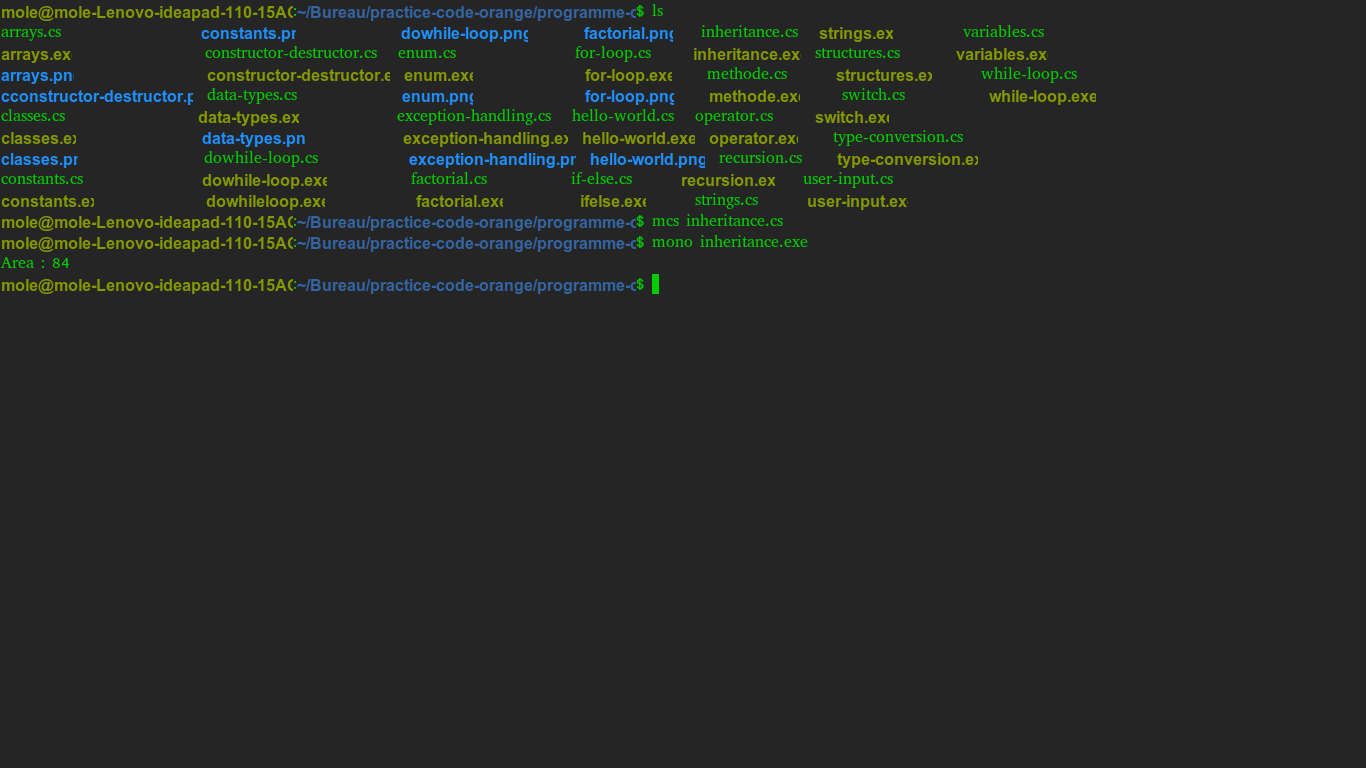 mole@mole-Lenovo-ideapad-110-15AC:~/Bureau/practice-code-orange/programme-c$ ls
arrays.cs constants.pn dowhile-loop.png factorial.png inheritance.cs strings.ex variables.cs
arrays.ex constructor-destructor.cs enum.cs for-loop.cs inheritance.ex structures.cs variables.ex
arrays.pn constructor-destructor.e enum.exe for-loop.exe methode.cs structures.ex while-loop.cs
cconstructor-destructor.p data-types.cs enum.png for-loop.png methode.exe switch.cs while-loop.exe
classes.cs data-types.ex exception-handling.cs hello-world.cs operator.cs switch.exe
classes.ex data-types.pn exception-handling.ex hello-world.exe operator.exe type-conversion.cs
classes.pn dowhile-loop.cs exception-handling.pn hello-world.png recursion.cs type-conversion.ex
constants.cs dowhile-loop.exe factorial.cs if-else.cs recursion.ex user-input.cs
constants.ex dowhileloop.exe factorial.exe ifelse.exe strings.cs user-input.ex
mole@mole-Lenovo-ideapad-110-15AC:~/Bureau/practice-code-orange/programme-c$ mcs inheritance.cs
mole@mole-Lenovo-ideapad-110-15AC:~/Bureau/practice-code-orange/programme-c$ mono inheritance.exe
Area : 84
mole@mole-Lenovo-ideapad-110-15AC:~/Bureau/practice-code-orange/programme-c$